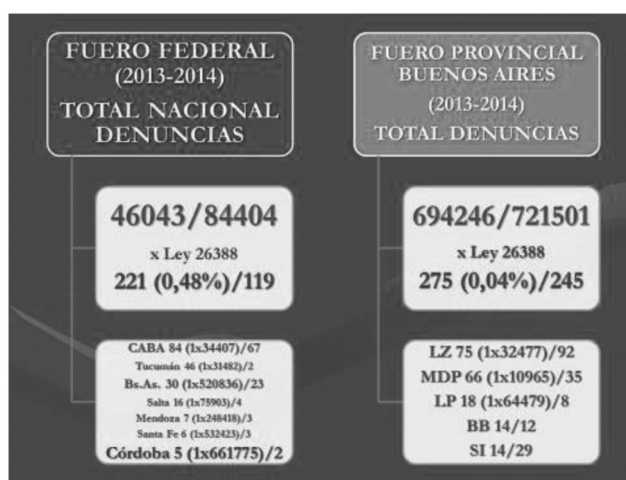 FUERO FEDERAL
(2013-2014)
TOTAL NACIONAL
DENUNCIAS
46043/84404
x Ley 26388
221 (0,48%)/119
CABA 84 (1x34407)/67
Tucumán 46 (1x31482)/2
Bs.As. 30 (1x520836)/23
Salta 16 (1x75903)/4
Mendoza 7 (1x248418)/3
Santa Fe 6 (1x532423)/3
Córdoba 5 (1x661775)/2
FUERO PROVINCIAL
BUENOS AIRES
(2013-2014)
TOTAL DENUNCIAS
694246/721501
x Ley 26388
275 (0,04%)/245
LZ 75 (1x32477)/92
MDP 66 (1x10965)/35
LP 18 (1x64479)/8
BB 14/12
SI 14/29